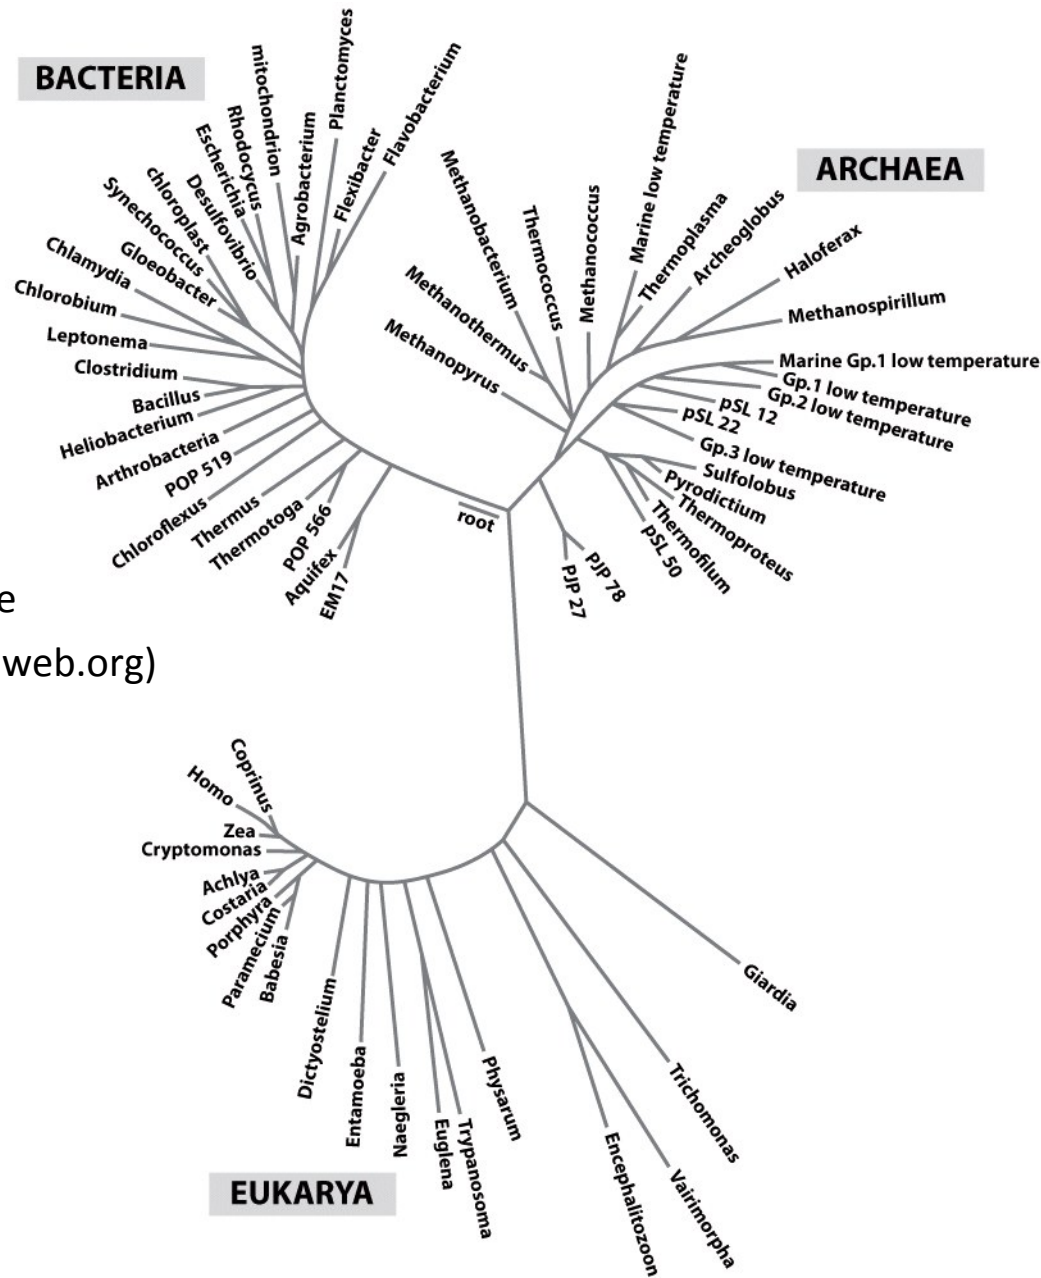 BACTERIA
Planctomyces
mitochondrion
Flavobacterium
Rhodocycus
Agrobacterium
Escherichia
Flexibacter
chloroplast
Desulfovibrio
Synechococcus
Gloeobacter
Chlamydia
Chlorobium
Leptonema
Clostridium
Bacillus
Heliobacterium
Arthrobacteria
POP 519
Chloroflexus
Thermus
Thermotoga
POP 566
Aquifex
EM17
root
ARCHAEA
Methanopyrus
Methanothermus
Methanobacterium
Thermococcus
Methanococcus
Marine low temperature
Thermoplasma
Archeoglobus
Haloferax
Methanospirillum
Marine Gp.1 low temperature
Gp.1 low temperature
Gp.2 low temperature
pSL 12
pSL 22
Gp.3 low temperature
Sulfolobus
Pyrodictium
Thermoproteus
Thermofilum
pSL 50
PJP 78
PJP 27
e
web.org)
Coprinus
Homo
Zea
Cryptomonas
Achlya
Costaria
Porphyra
Paramecium
Babesia
Dictyostelium
Entamoeba
Naegleria
Euglena
Trypanosoma
Physarum
Encephalitozoon
Vairimorpha
Trichomonas
Giardia
EUKARYA